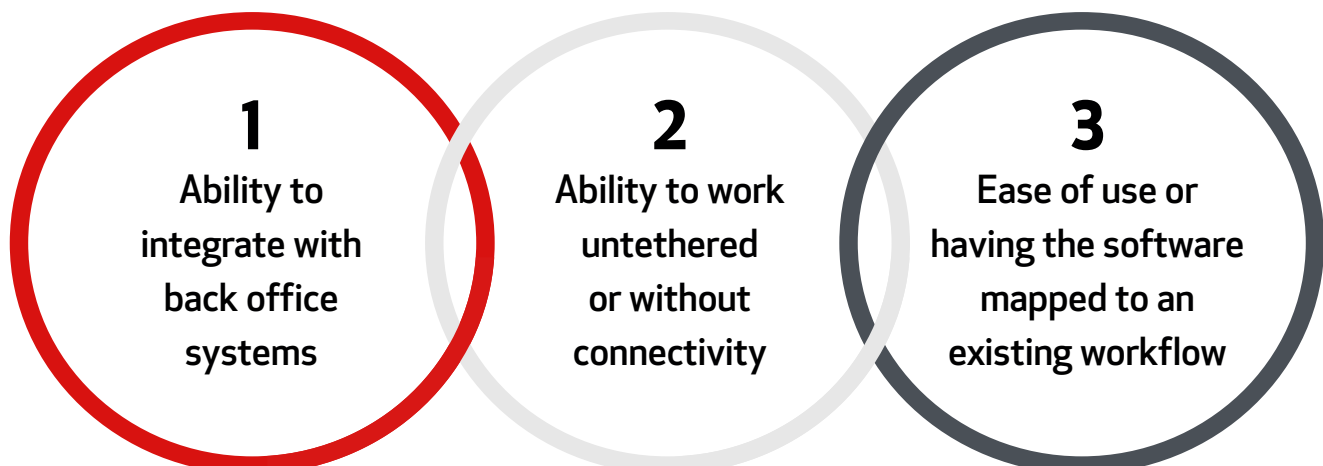 1
Ability to
integrate with
back office
systems
2
Ability to work
untethered
or without
connectivity
3
Ease of use or
having the software
mapped to an
existing workflow